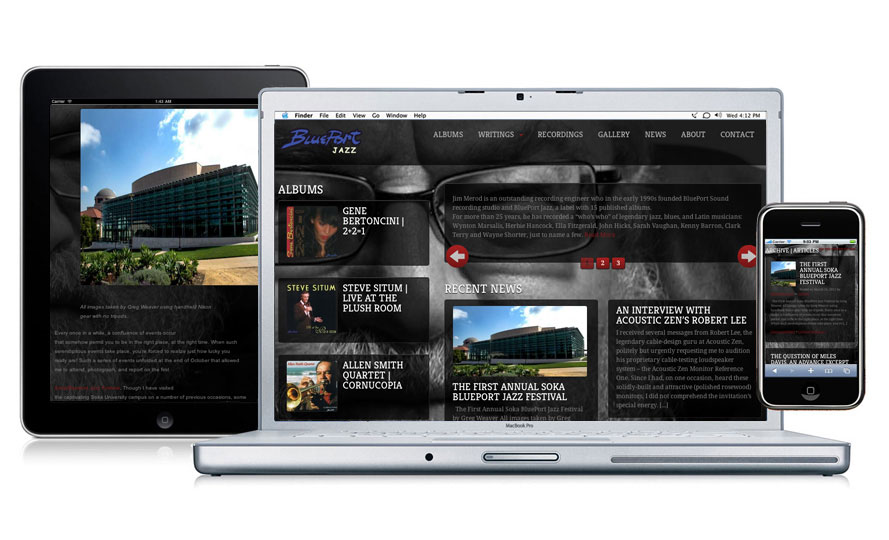 Carrier
1:43 AM
All images taken by Greg Weaver using handheld Nikon
gear with no tripods.
Every once in a while, a confluence of events occur
that somehow permit you to be in the right place, at the right time. When such
serendipitous events take place, you're forced to realize just how lucky you
really are! Such a series of events unfolded at the end of October that allowed
me to attend, photograph, and report on the first
. Though I have visited
the captivating Soka University campus on a number of previous occasions, some
Finder File Edit View Go Window Help
Wed 4:12 PM
BLUEPORT
JAZZ
ALBUMS WRITINGS RECORDINGS GALLERY NEWS ABOUT CONTACT
ALBUMS
GENE
BERTONCINI |
2+2=1
STEVE SITUM
STEVE SITUM |
LIVE AT THE
PLUSH ROOM
ALLEN SMITH
QUARTET |
CORNUCOPIA
Jim Merod is an outstanding recording engineer who in the early 1990s founded BluePort Sound
recording studio and BluePort Jazz, a label with 15 published albums.
For more than 25 years, he has recorded a "who's who" of legendary jazz, blues, and Latin musicians:
Wynton Marsalis, Herbie Hancock, Ella Fitzgerald, John Hicks, Sarah Vaughan, Kenny Barron, Clark
Terry and Wayne Shorter, just to name a few. Read More
2 3
RECENT NEWS
THE FIRST ANNUAL SOKA
BLUEPORT JAZZ FESTIVAL
The First Annual Soka BluePort Jazz Festival
by Greg Weaver All images taken by Greg
AN INTERVIEW WITH
ACOUSTIC ZEN'S ROBERT LEE
I received several messages from Robert Lee, the
legendary cable-design guru at Acoustic Zen,
politely but urgently requesting me to audition
his proprietary cable-testing loudspeaker
system – the Acoustic Zen Monitor Reference
One. Since I had, on one occasion, heard these
solidly-built and attractive (polished rosewood)
monitors, I did not comprehend the invitation's
special energy. [...]
MacBook Pro
Carrier
5:03 PM
ARCHIVE | ARTICLES
THE FIRST
ANNUAL SOKA
BLUEPORT JAZZ
FESTIVAL
THE QUESTION OF MILES
DAVIS, AN ADVANCE EXCERPT